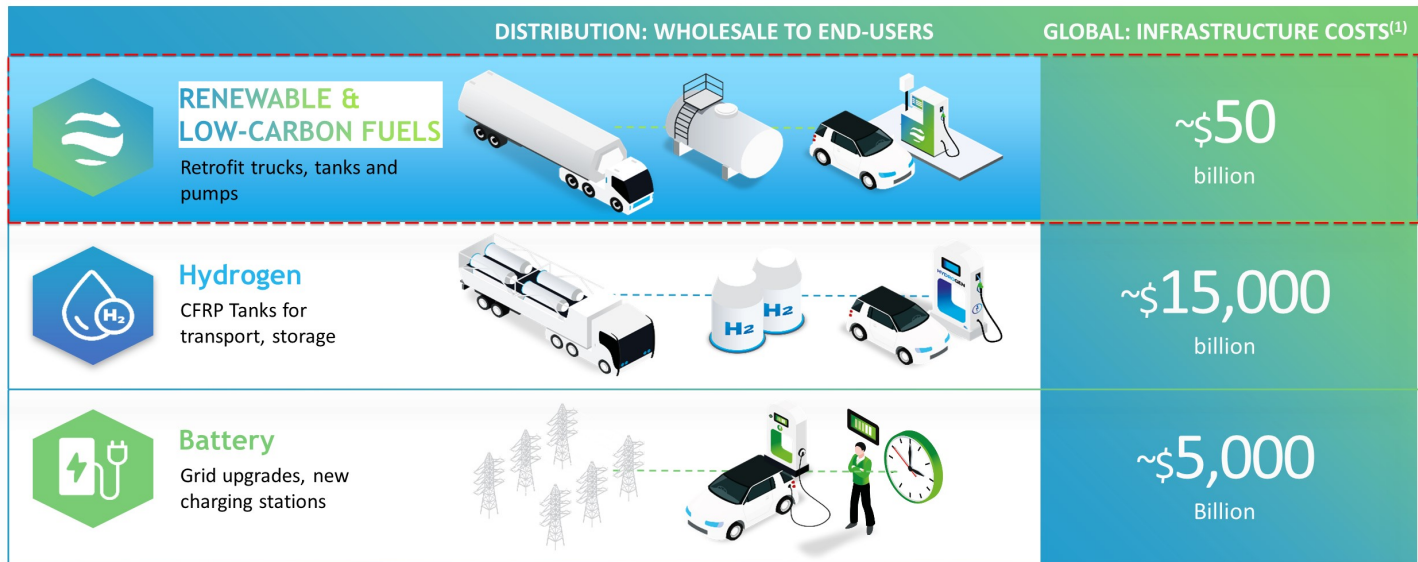 DISTRIBUTION: WHOLESALE TO END-USERS
GLOBAL: INFRASTRUCTURE COSTS(1)
RENEWABLE &
LOW-CARBON FUELS
Retrofit trucks, tanks and
pumps
~$50
billion
Hydrogen
CFRP Tanks for
transport, storage
H2
H2
H2
HYDROGEN
~$15,000
billion
Battery
Grid upgrades, new
charging stations
~$5,000
Billion